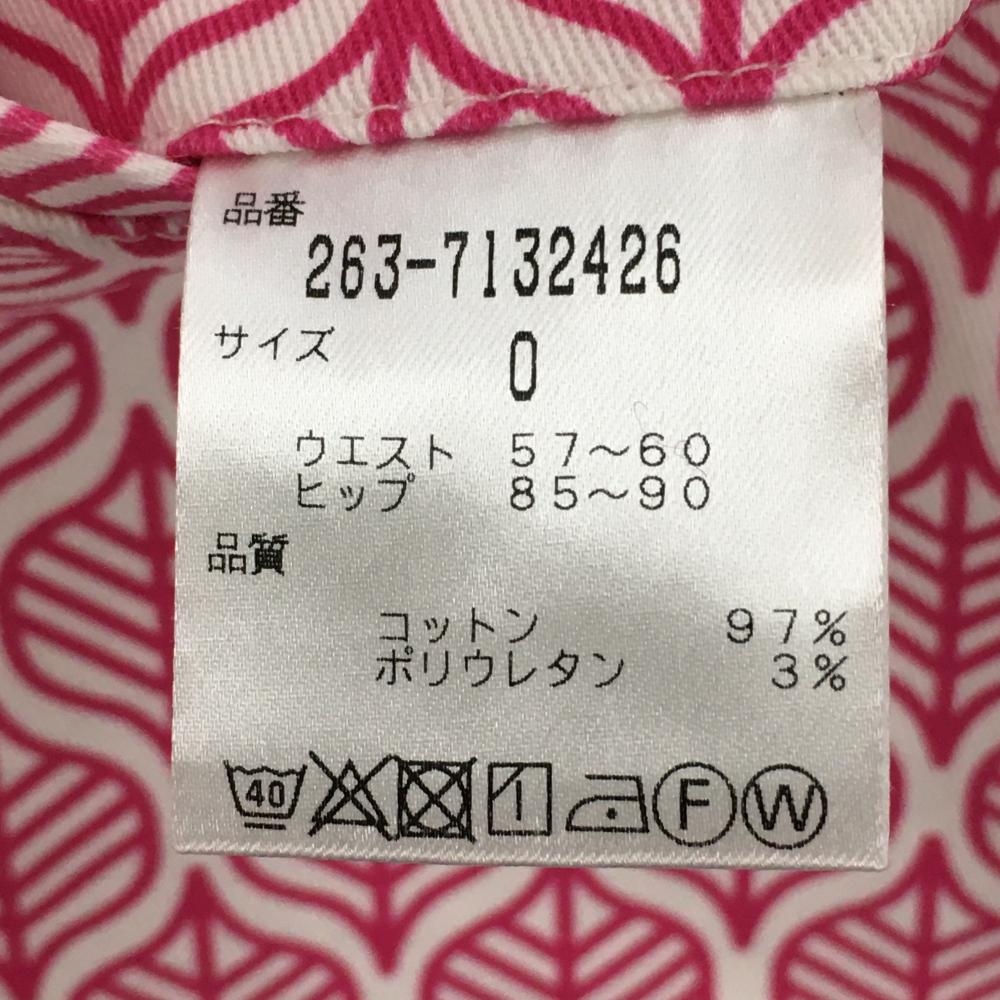 品番
263-7132426
サイズ 0
ウエスト 57～60
ヒップ 85～90
品質
コットン 97%
ポリウレタン 3%
40 F W